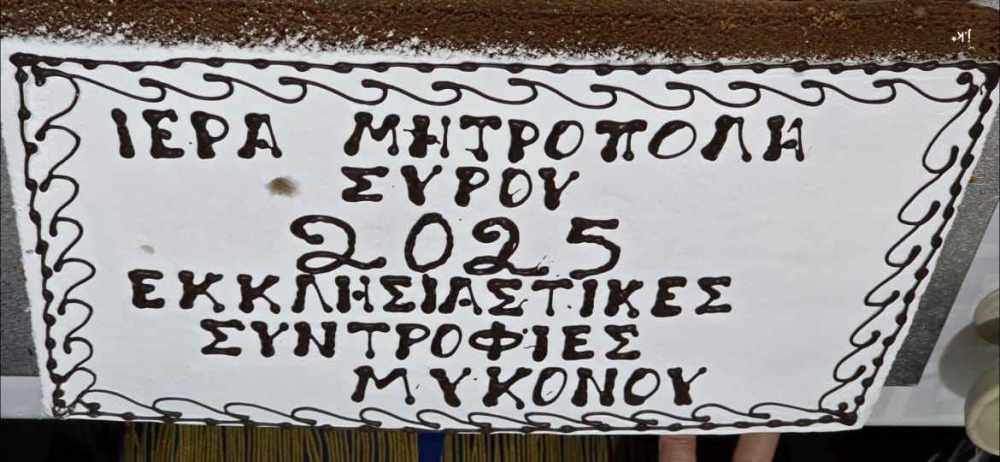 ΙΕΡΑ ΜΗΤΡΟΠΟΛΗ
ΣΥΡΟΥ
2025
ΕΚΚΛΗΣΙΑΣΤΙΚΕΣ
ΣΥΝΤΡΟΦΙΕΣ
ΜΥΚΟΝΟΥ